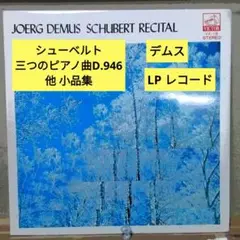 JOERG DEMUS SCHUBERT RECITAL
シューベルト
三つのピアノ曲D.946
他 小品集
デムス
LP レコード